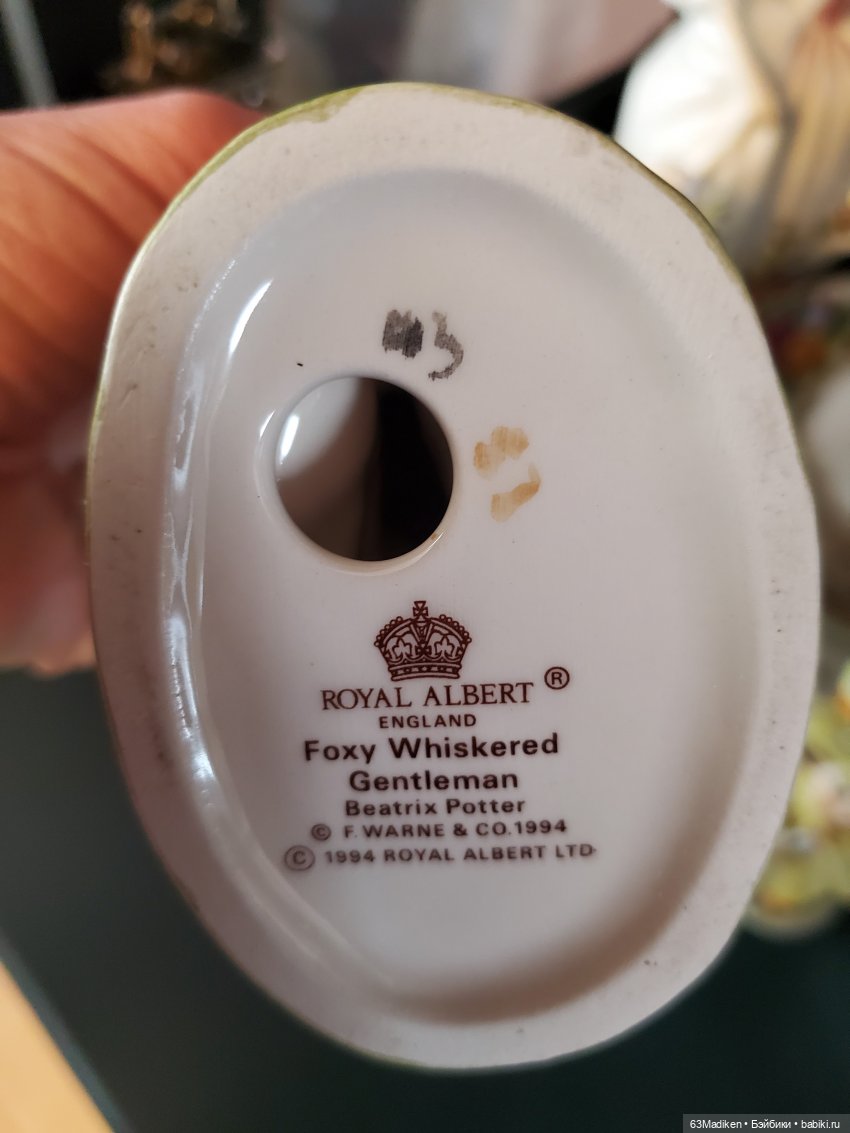 ROYAL ALBERT ®
ENGLAND
Foxy Whiskered
Gentleman
Beatrix Potter
© F. WARNE & CO. 1994
© 1994 ROYAL ALBERT LTD
63Madiken • Бэйбики • babiki.ru